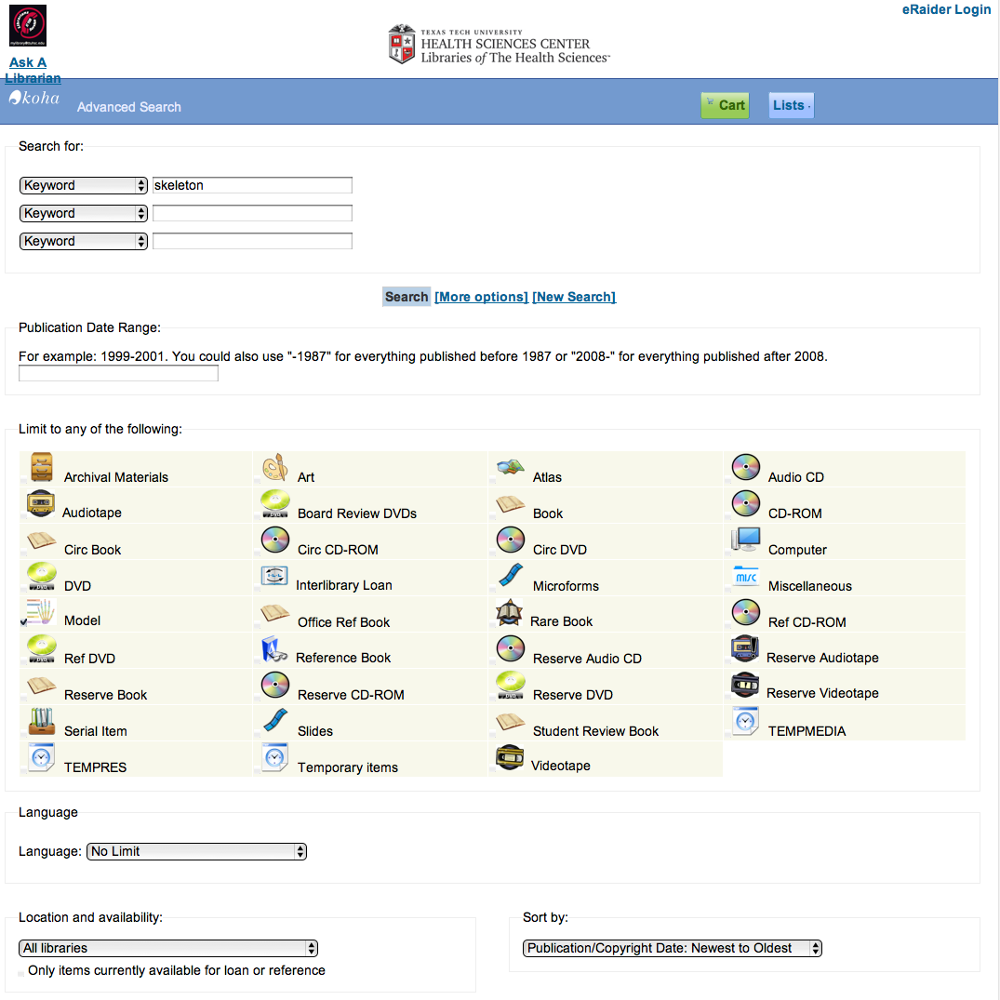 eRaider Login
TEXAS TECH UNIVERSITY
HEALTH SCIENCES CENTER
Libraries of The Health Sciences
Ask A
Librarian
koha
Advanced Search
Cart
Lists
Search for:
Keyword skeleton
Keyword
Keyword
Search [More options] [New Search]
Publication Date Range:
For example: 1999-2001. You could also use "-1987" for everything published before 1987 or "2008-" for everything published after 2008.
Limit to any of the following:
Archival Materials Art Atlas Audio CD
Audiotape Board Review DVDs Book CD-ROM
Circ Book Circ CD-ROM Circ DVD Computer
DVD Interlibrary Loan Microforms misc Miscellaneous
Model Office Ref Book Rare Book Ref CD-ROM
Ref DVD Reference Book Reserve Audio CD Reserve Audiotape
Reserve Book Reserve CD-ROM Reserve DVD Reserve Videotape
Serial Item Slides Student Review Book TEMPMEDIA
TEMPRES Temporary items Videotape
Language
Language: No Limit
Location and availability:
All libraries
Only items currently available for loan or reference
Sort by:
Publication/Copyright Date: Newest to Oldest